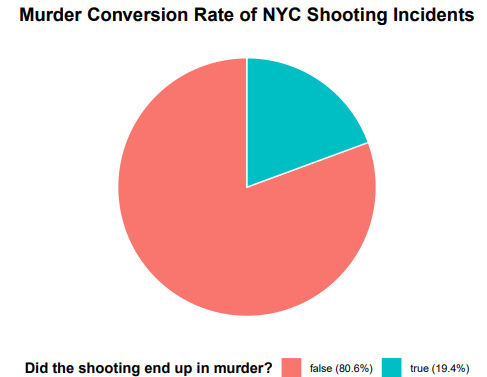 Murder Conversion Rate of NYC Shooting Incidents
Did the shooting end up in murder? false (80.6%) true (19.4%)